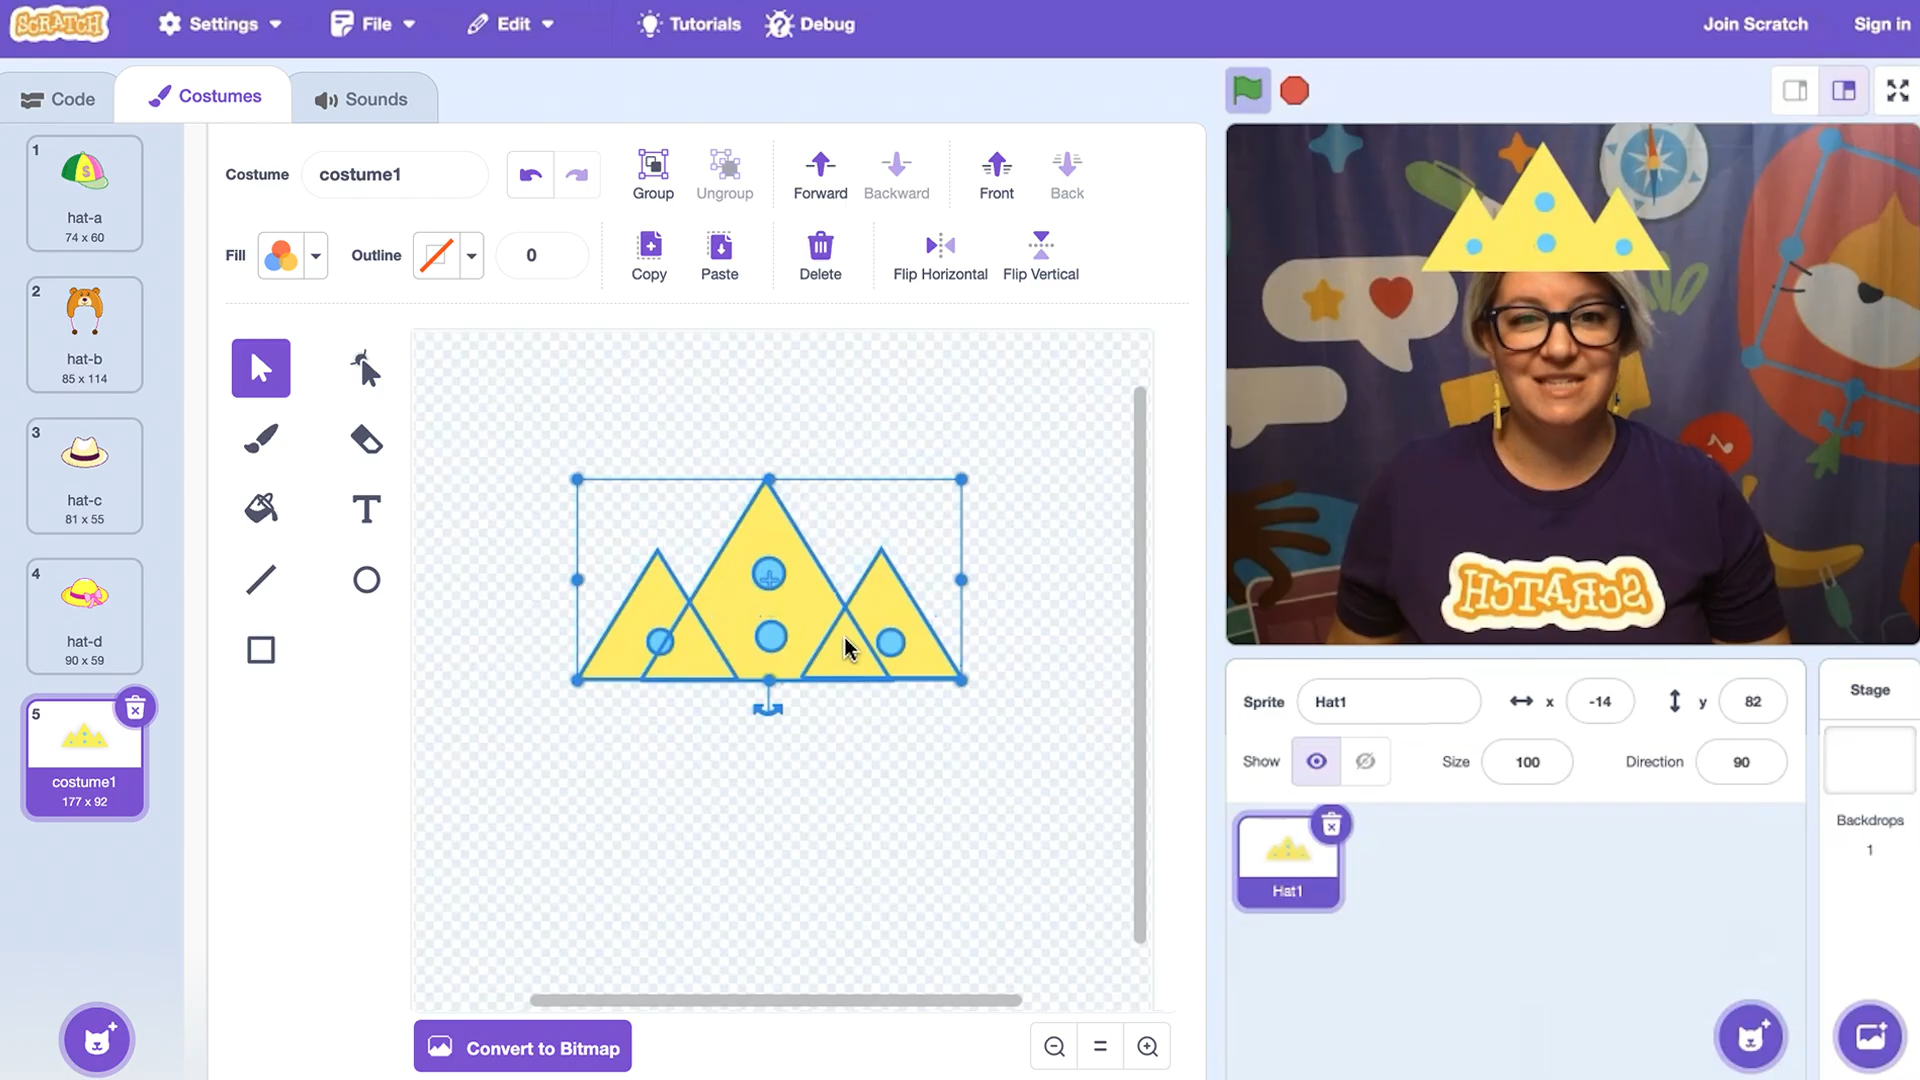 SCRATCH
Settings
File
Edit
Tutorials
Debug
Join Scratch
Sign in
Code
Costumes
Sounds
1
hat-a
74 x 60
2
hat-b
85 x 114
3
hat-c
81 x 55
4
hat-d
90 x 59
5
costume1
177 x 92
Costume
costume1
Group
Ungroup
Forward
Backward
Front
Back
Fill
Outline
0
Copy
Paste
Delete
Flip Horizontal
Flip Vertical
T
Convert to Bitmap
=
SCRATCH
Sprite
Hat1
x
-14
y
82
Show
Size
100
Direction
90
Hat1
Stage
Backdrops
1